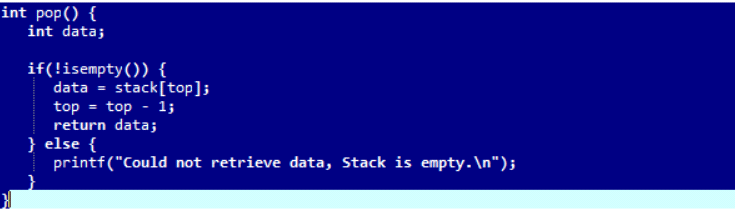 int pop() {
   int data;

   if(!isempty()) {
      data = stack[top];
      top = top - 1;
      return data;
   } else {
      printf("Could not retrieve data, Stack is empty.\n");
   }
}